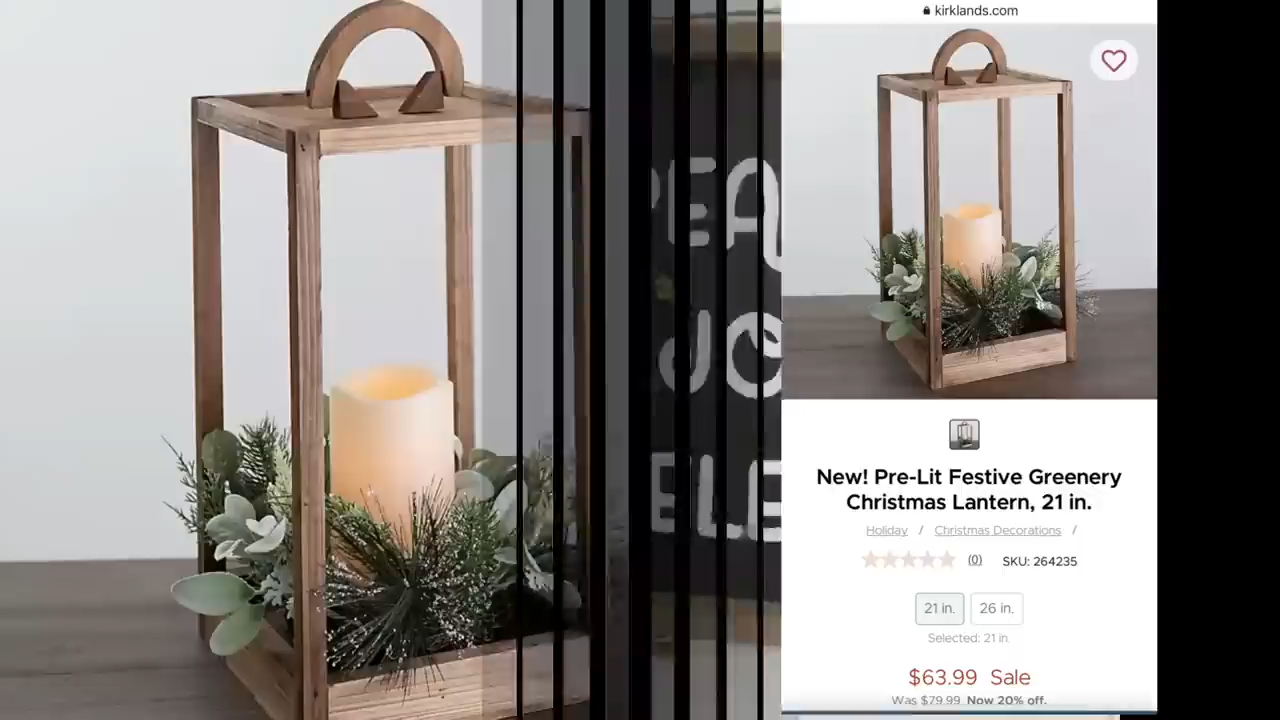 kirklands.com
New! Pre-Lit Festive Greenery
Christmas Lantern, 21 in.
Holiday / Christmas Decorations /
(0) SKU: 264235
21 in. 26 in.
Selected: 21 in.
$63.99 Sale
Was $79.99 Now 20% off.